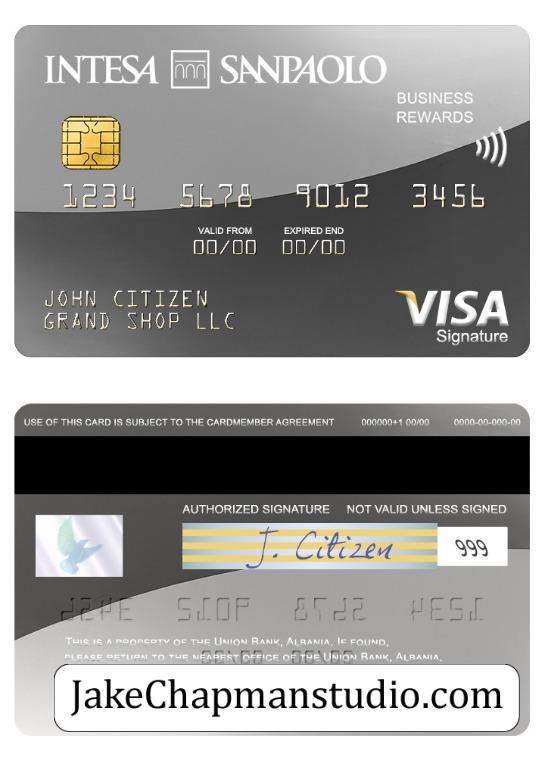 INTESA SANPAOLO
BUSINESS
REWARDS
1234 5678 9012 3456
VALID FROM EXPIRED END
00/00 00/00
JOHN CITIZEN
GRAND SHOP LLC
VISA
Signature
USE OF THIS CARD IS SUBJECT TO THE CARDMEMBER AGREEMENT 000000+1 00/00 0000-00-000-00
AUTHORIZED SIGNATURE NOT VALID UNLESS SIGNED
J. Citizen 999
THIS IS A PROPERTY OF THE UNION BANK, ALBANIA. IF FOUND,
PLEASE RETURN TO THE NEAREST OFFICE OF THE UNION BANK, ALBANIA.
JakeChapmanstudio.com